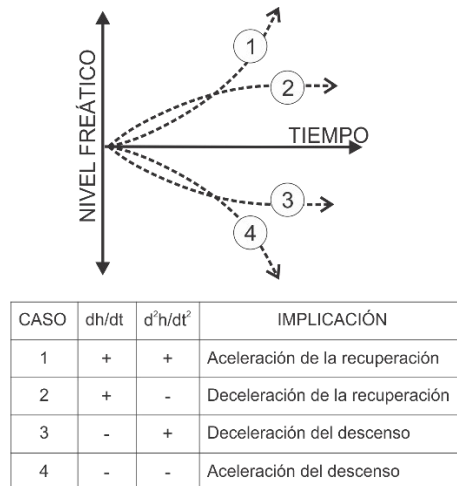 NIVEL FREÁTICO
TIEMPO
1
2
3
4
CASO dh/dt d²h/dt² IMPLICACIÓN
1 + + Aceleración de la recuperación
2 + - Deceleración de la recuperación
3 - + Deceleración del descenso
4 - - Aceleración del descenso